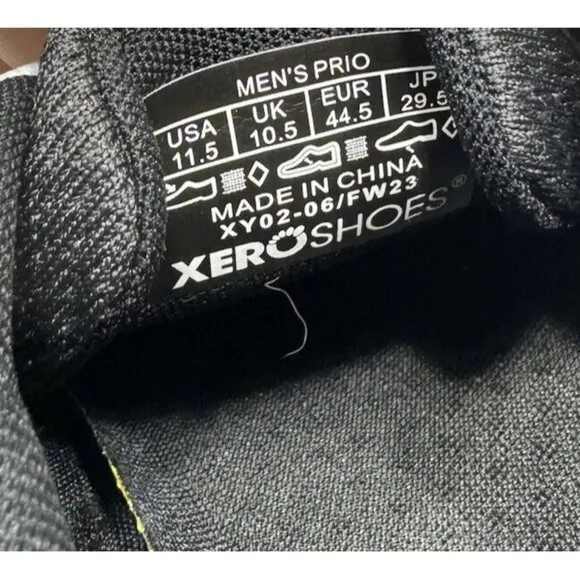 MEN'S PRIO
USA UK EUR JP
11.5 10.5 44.5 29.5
MADE IN CHINA
XY02-06/FW23
XEROSHOES®